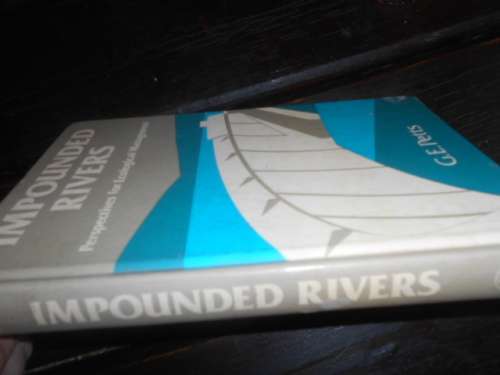 IMPOUNDED
RIVERS
Perspectives for Ecological Management
G.E.Petts
IMPOUNDED RIVERS